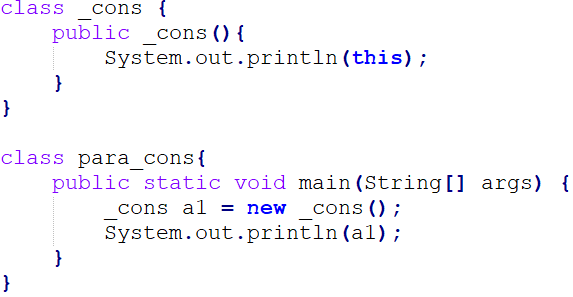 class _cons {
    public _cons(){
        System.out.println(this);
    }
}

class para_cons{
    public static void main(String[] args) {
        _cons a1 = new _cons();
        System.out.println(a1);
    }
}